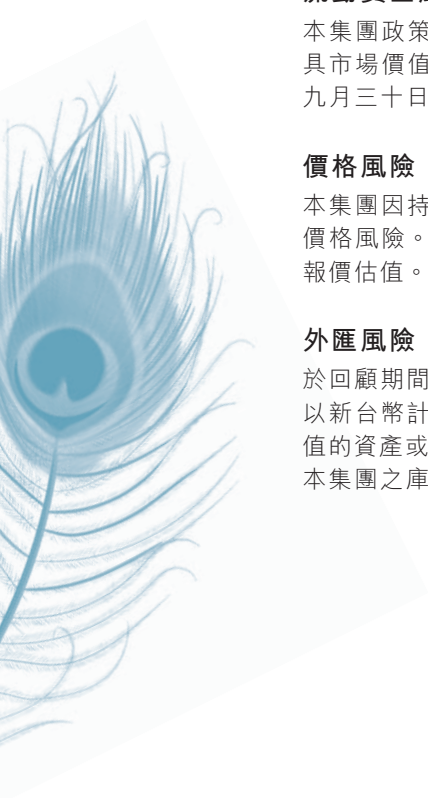 本集團政策
具市場價值
九月三十日
價格風險
本集團因持
價格風險。
報價估值。
外匯風險
於回顧期間
以新台幣計
值的資產或
本集團之庫